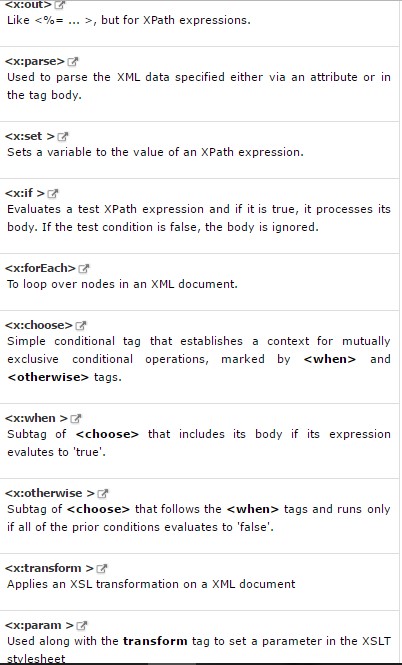 <x:out>
Like <%= ... >, but for XPath expressions.
<x:parse>
Used to parse the XML data specified either via an attribute or in
the tag body.
<x:set >
Sets a variable to the value of an XPath expression.
<x:if >
Evaluates a test XPath expression and if it is true, it processes its
body. If the test condition is false, the body is ignored.
<x:forEach>
To loop over nodes in an XML document.
<x:choose>
Simple conditional tag that establishes a context for mutually
exclusive conditional operations, marked by <when> and
<otherwise> tags.
<x:when >
Subtag of <choose> that includes its body if its expression
evalutes to 'true'.
<x:otherwise >
Subtag of <choose> that follows the <when> tags and runs only
if all of the prior conditions evaluates to 'false'.
<x:transform >
Applies an XSL transformation on a XML document
<x:param >
Used along with the transform tag to set a parameter in the XSLT
stylesheet